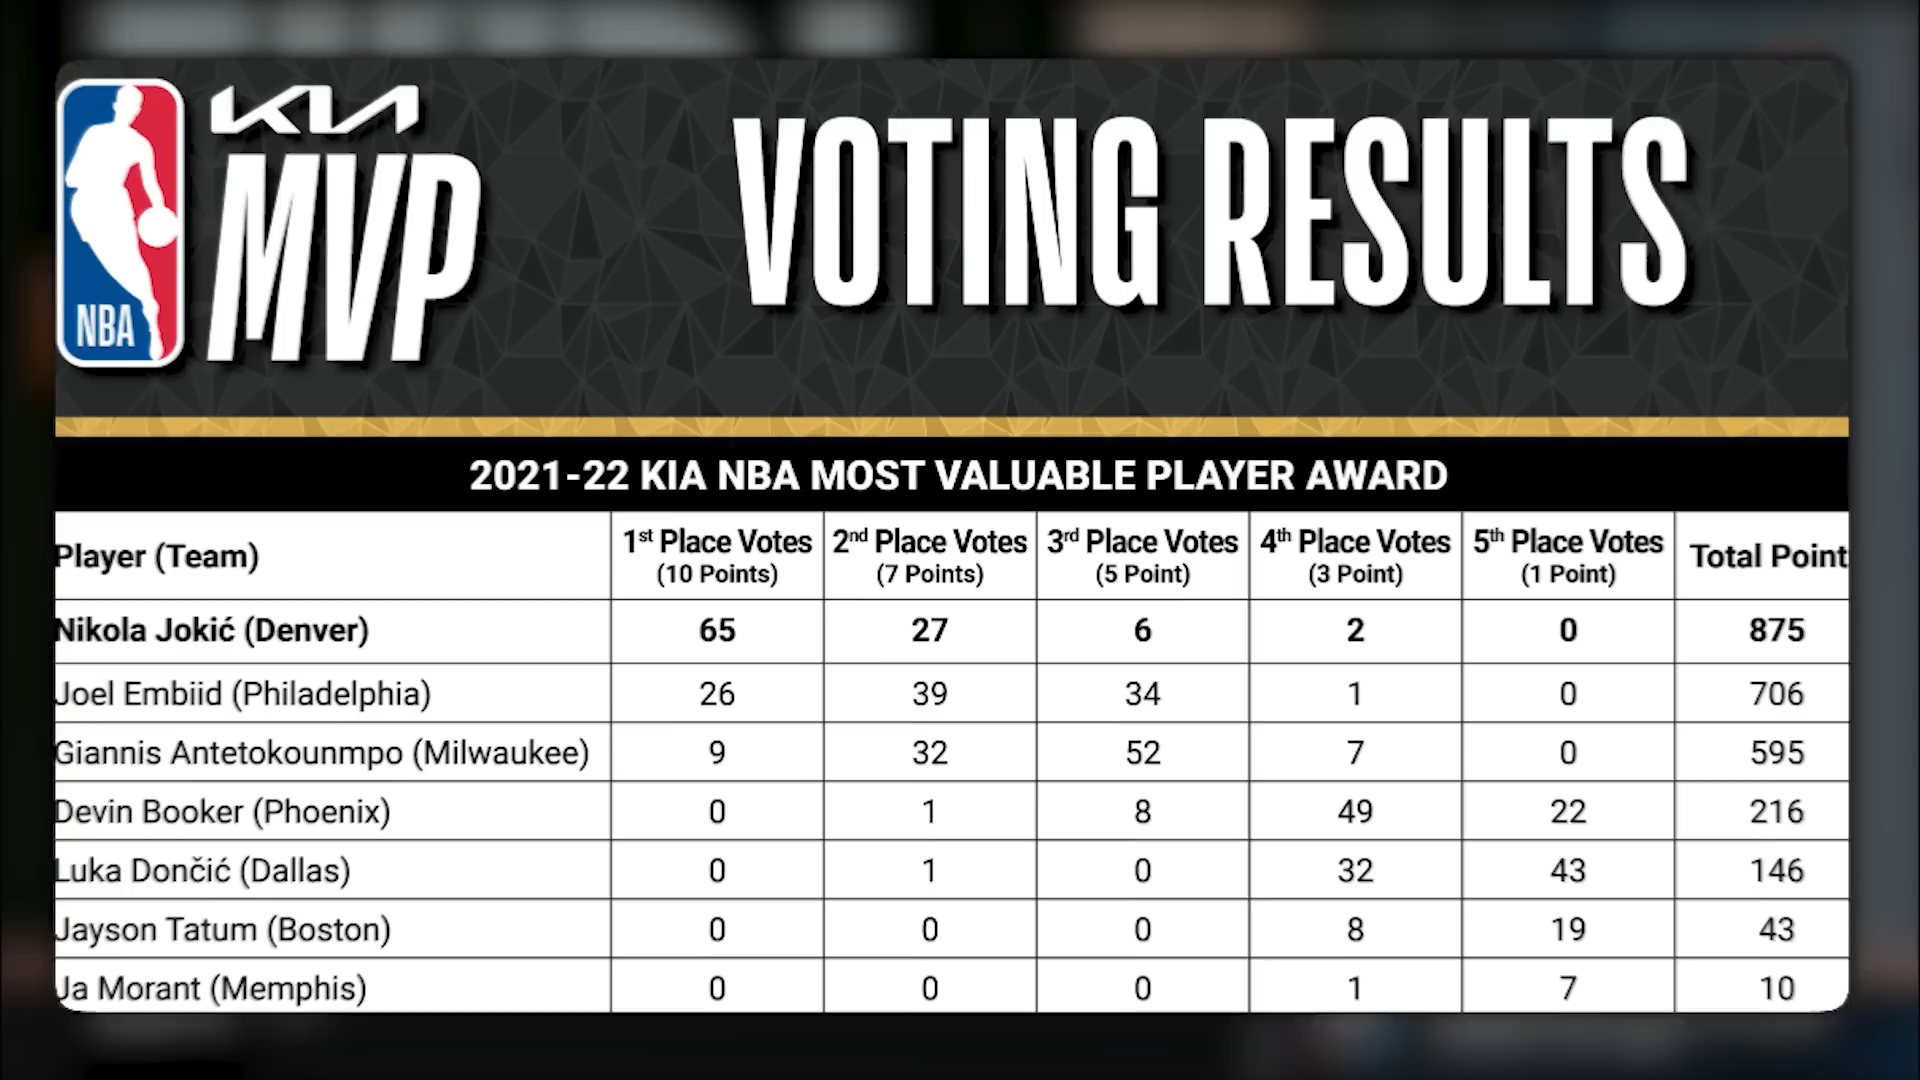 NBA
KIA
MVP
VOTING RESULTS
2021-22 KIA NBA MOST VALUABLE PLAYER AWARD
Player (Team) 1st Place Votes (10 Points) 2nd Place Votes (7 Points) 3rd Place Votes (5 Point) 4th Place Votes (3 Point) 5th Place Votes (1 Point) Total Point
Nikola Jokić (Denver) 65 27 6 2 0 875
Joel Embiid (Philadelphia) 26 39 34 1 0 706
Giannis Antetokounmpo (Milwaukee) 9 32 52 7 0 595
Devin Booker (Phoenix) 0 1 8 49 22 216
Luka Dončić (Dallas) 0 1 0 32 43 146
Jayson Tatum (Boston) 0 0 0 8 19 43
Ja Morant (Memphis) 0 0 0 1 7 10